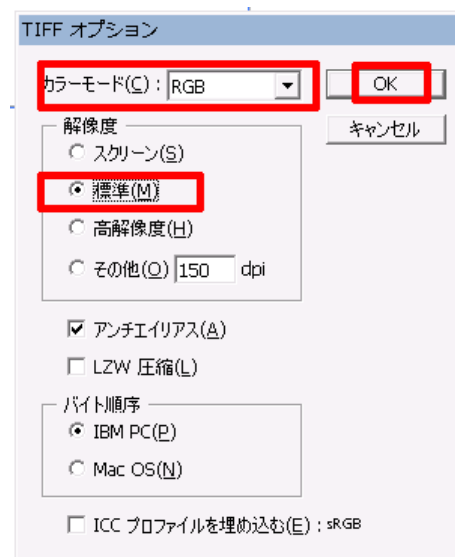 TIFF オプション
カラーモード(C) : RGB
OK
解像度
キャンセル
スクリーン(S)
標準(M)
高解像度(H)
その他(O) 150 dpi
アンチエイリアス(A)
LZW 圧縮(L)
バイト順序
IBM PC(P)
Mac OS(N)
ICC プロファイルを埋め込む(E) : sRGB